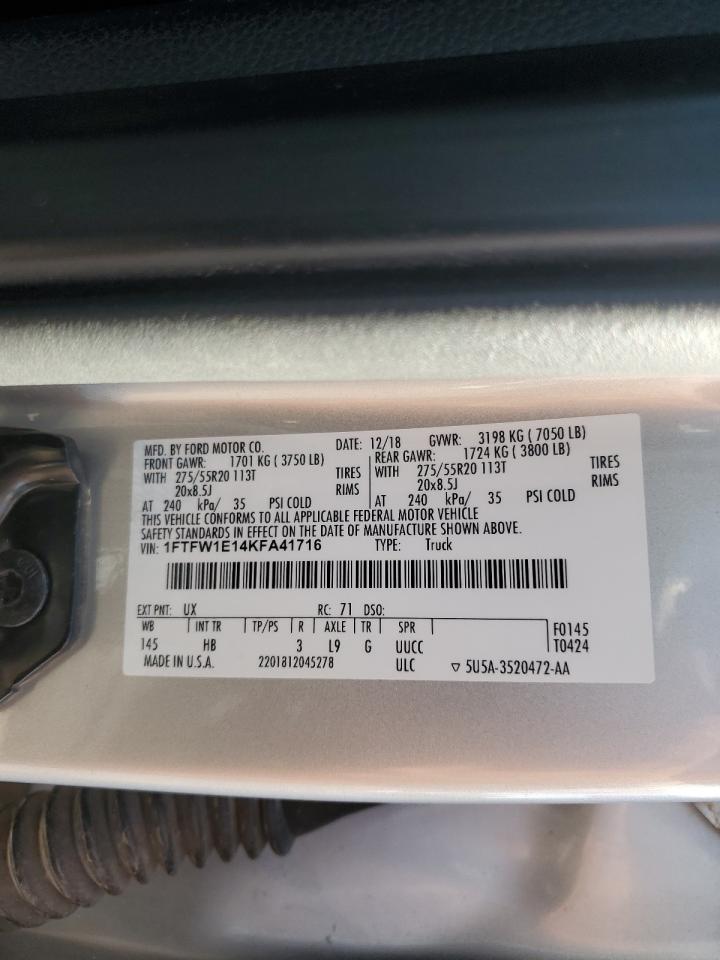 MFD. BY FORD MOTOR CO. DATE: 12/18 GVWR: 3198 KG ( 7050 LB)
FRONT GAWR: 1701 KG ( 3750 LB) REAR GAWR: 1724 KG ( 3800 LB)
WITH 275/55R20 113T TIRES WITH 275/55R20 113T TIRES
20x8.5J RIMS 20x8.5J RIMS
AT 240 kPa/ 35 PSI COLD AT 240 kPa/ 35 PSI COLD
THIS VEHICLE CONFORMS TO ALL APPLICABLE FEDERAL MOTOR VEHICLE
SAFETY STANDARDS IN EFFECT ON THE DATE OF MANUFACTURE SHOWN ABOVE.
VIN: 1FTFW1E14KFA41716 TYPE: Truck
EXT PNT: UX RC: 71 DSO:
WB INT TR TP/PS R AXLE TR SPR F0145
145 HB 3 L9 G UUCC T0424
MADE IN U.S.A. 2201812045278 ULC ▽ 5U5A-3520472-AA